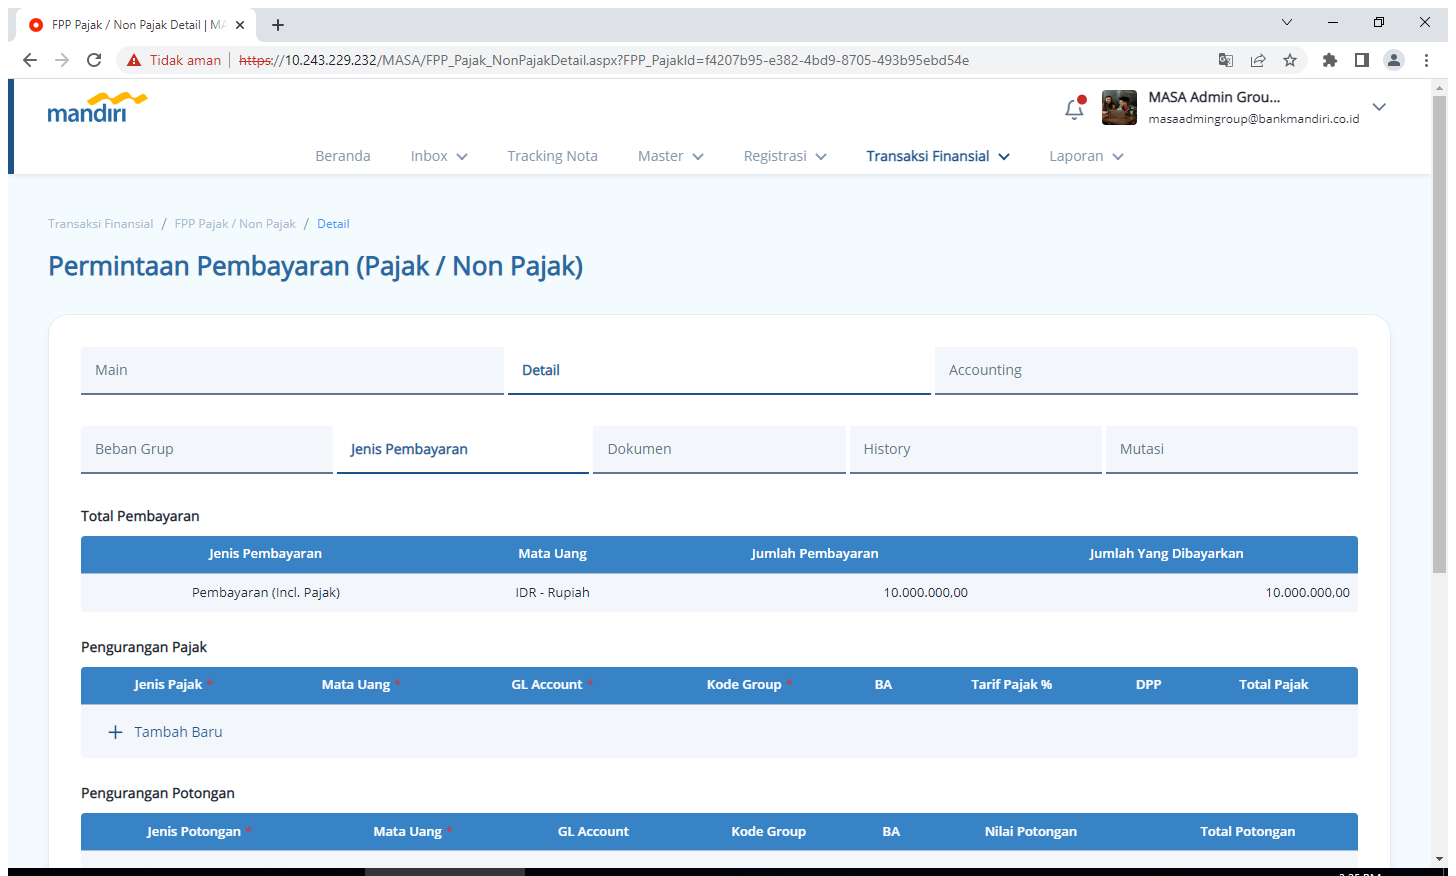 FPP Pajak / Non Pajak Detail | MA
Tidak aman | https://10.243.229.232/MASA/FPP_Pajak_NonPajakDetail.aspx?FPP_PajakId=f4207b95-e382-4bd9-8705-493b95ebd54e
mandiri
MASA Admin Grou...
masaadmingroup@bankmandiri.co.id
Beranda Inbox Tracking Nota Master Registrasi Transaksi Finansial Laporan
Transaksi Finansial / FPP Pajak / Non Pajak / Detail
Permintaan Pembayaran (Pajak / Non Pajak)
Main Detail Accounting
Beban Grup Jenis Pembayaran Dokumen History Mutasi
Total Pembayaran
Jenis Pembayaran Mata Uang Jumlah Pembayaran Jumlah Yang Dibayarkan
Pembayaran (Incl. Pajak) IDR - Rupiah 10.000.000,00 10.000.000,00
Pengurangan Pajak
Jenis Pajak * Mata Uang * GL Account * Kode Group * BA Tarif Pajak % DPP Total Pajak
+ Tambah Baru
Pengurangan Potongan
Jenis Potongan * Mata Uang * GL Account Kode Group BA Nilai Potongan Total Potongan